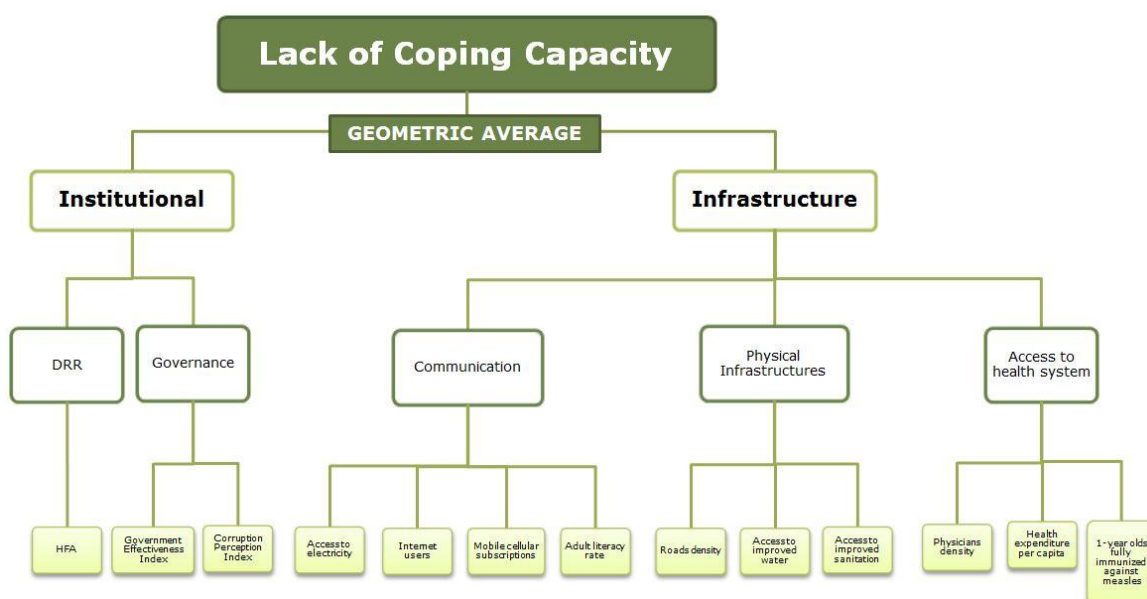 Lack of Coping Capacity
GEOMETRIC AVERAGE
Institutional
Infrastructure
DRR
Governance
Communication
Physical
Infrastructures
Access to
health system
HFA
Government
Effectiveness
Index
Corruption
Perception
Index
Access to
electricity
Internet
users
Mobile cellular
subscriptions
Adult literacy
rate
Roads density
Access to
improved
water
Access to
improved
sanitation
Physicians
density
Health
expenditure
per capita
1-year olds
fully
immunized
against
measles